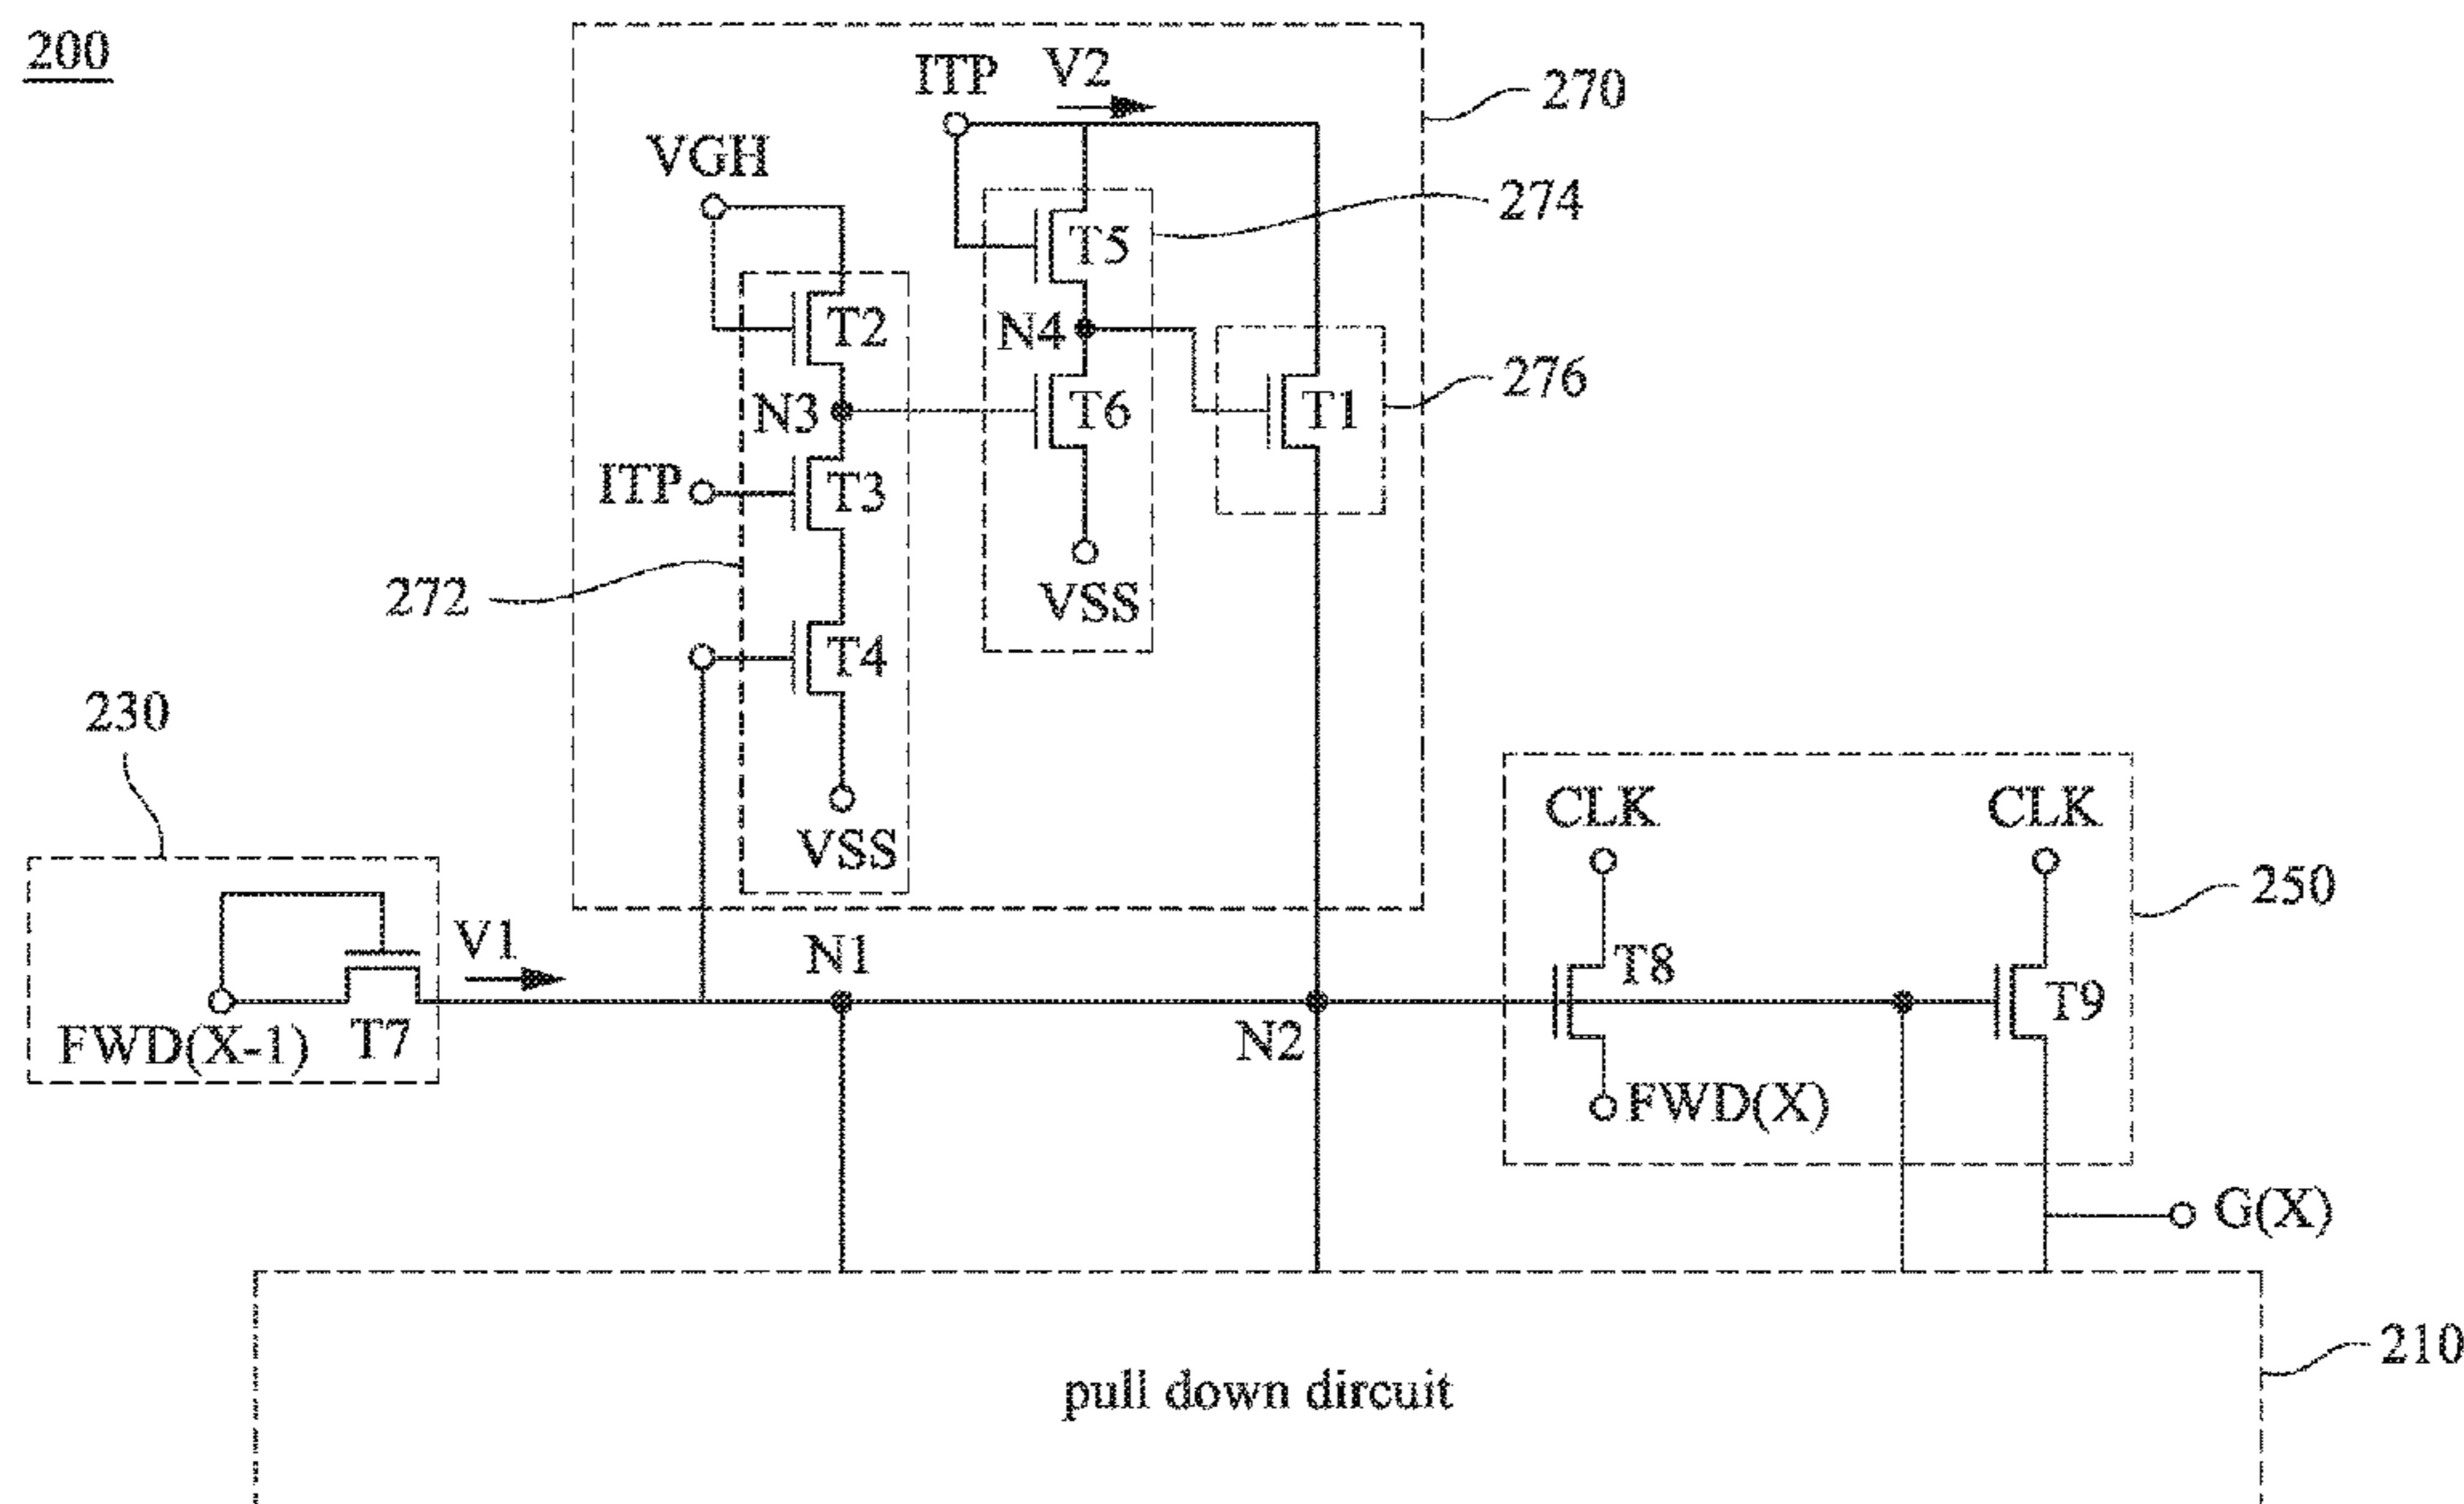 200
ITP
V2
270
VGH
274
T5
T2
N4
276
N3
T6
T1
ITP
T3
272
VSS
T4
230
CLK
CLK
VSS
250
V1
N1
T8
FWD(X-1)
T7
N2
T9
FWD(X)
G(X)
210
pull down dircuit